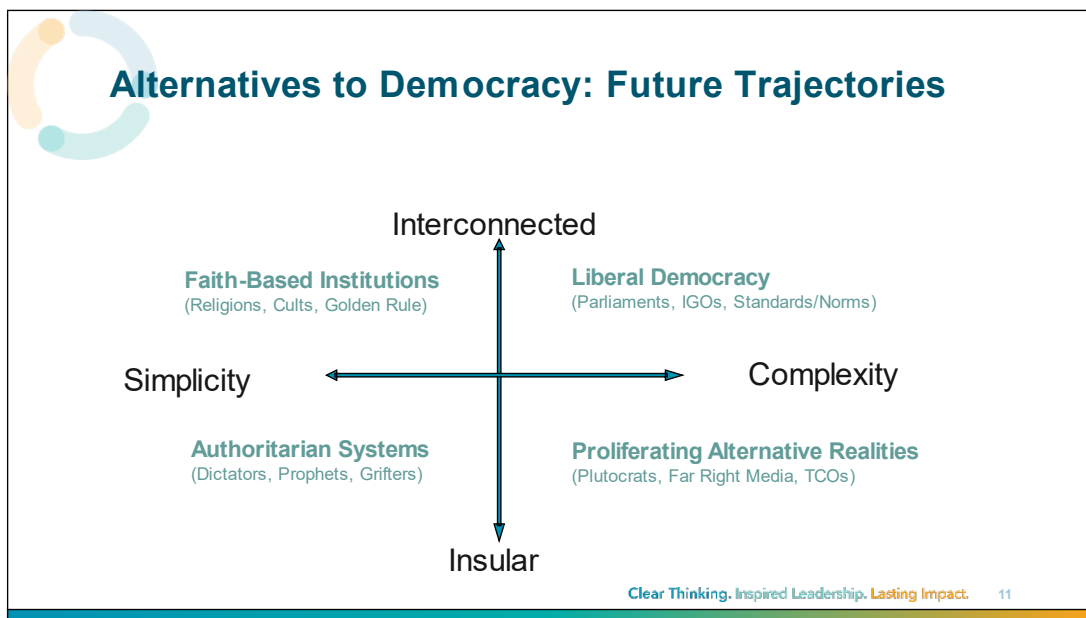 Alternatives to Democracy: Future Trajectories
Interconnected
Faith-Based Institutions
(Religions, Cults, Golden Rule)
Liberal Democracy
(Parliaments, IGOs, Standards/Norms)
Simplicity
Complexity
Authoritarian Systems
(Dictators, Prophets, Grifters)
Proliferating Alternative Realities
(Plutocrats, Far Right Media, TCOs)
Insular
Clear Thinking. Inspired Leadership. Lasting Impact. 11